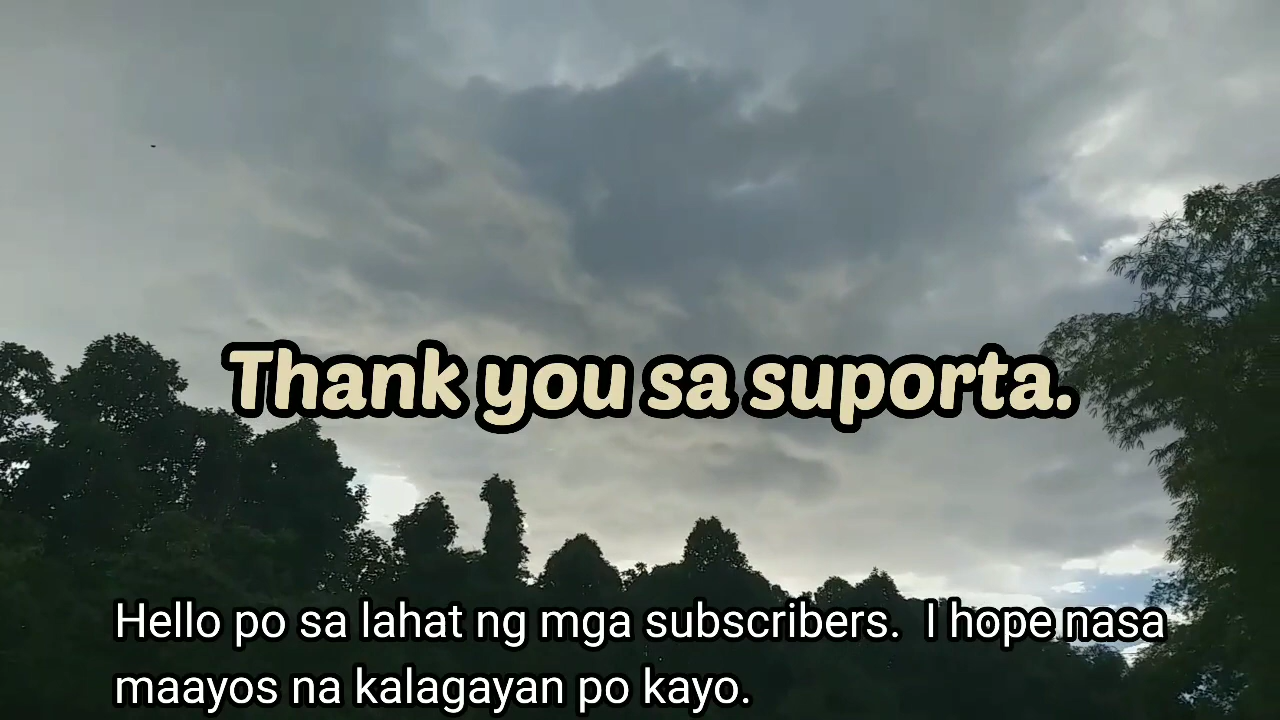 Thank you sa suporta.
Hello po sa lahat ng mga subscribers.  I hope nasa
maayos na kalagayan po kayo.